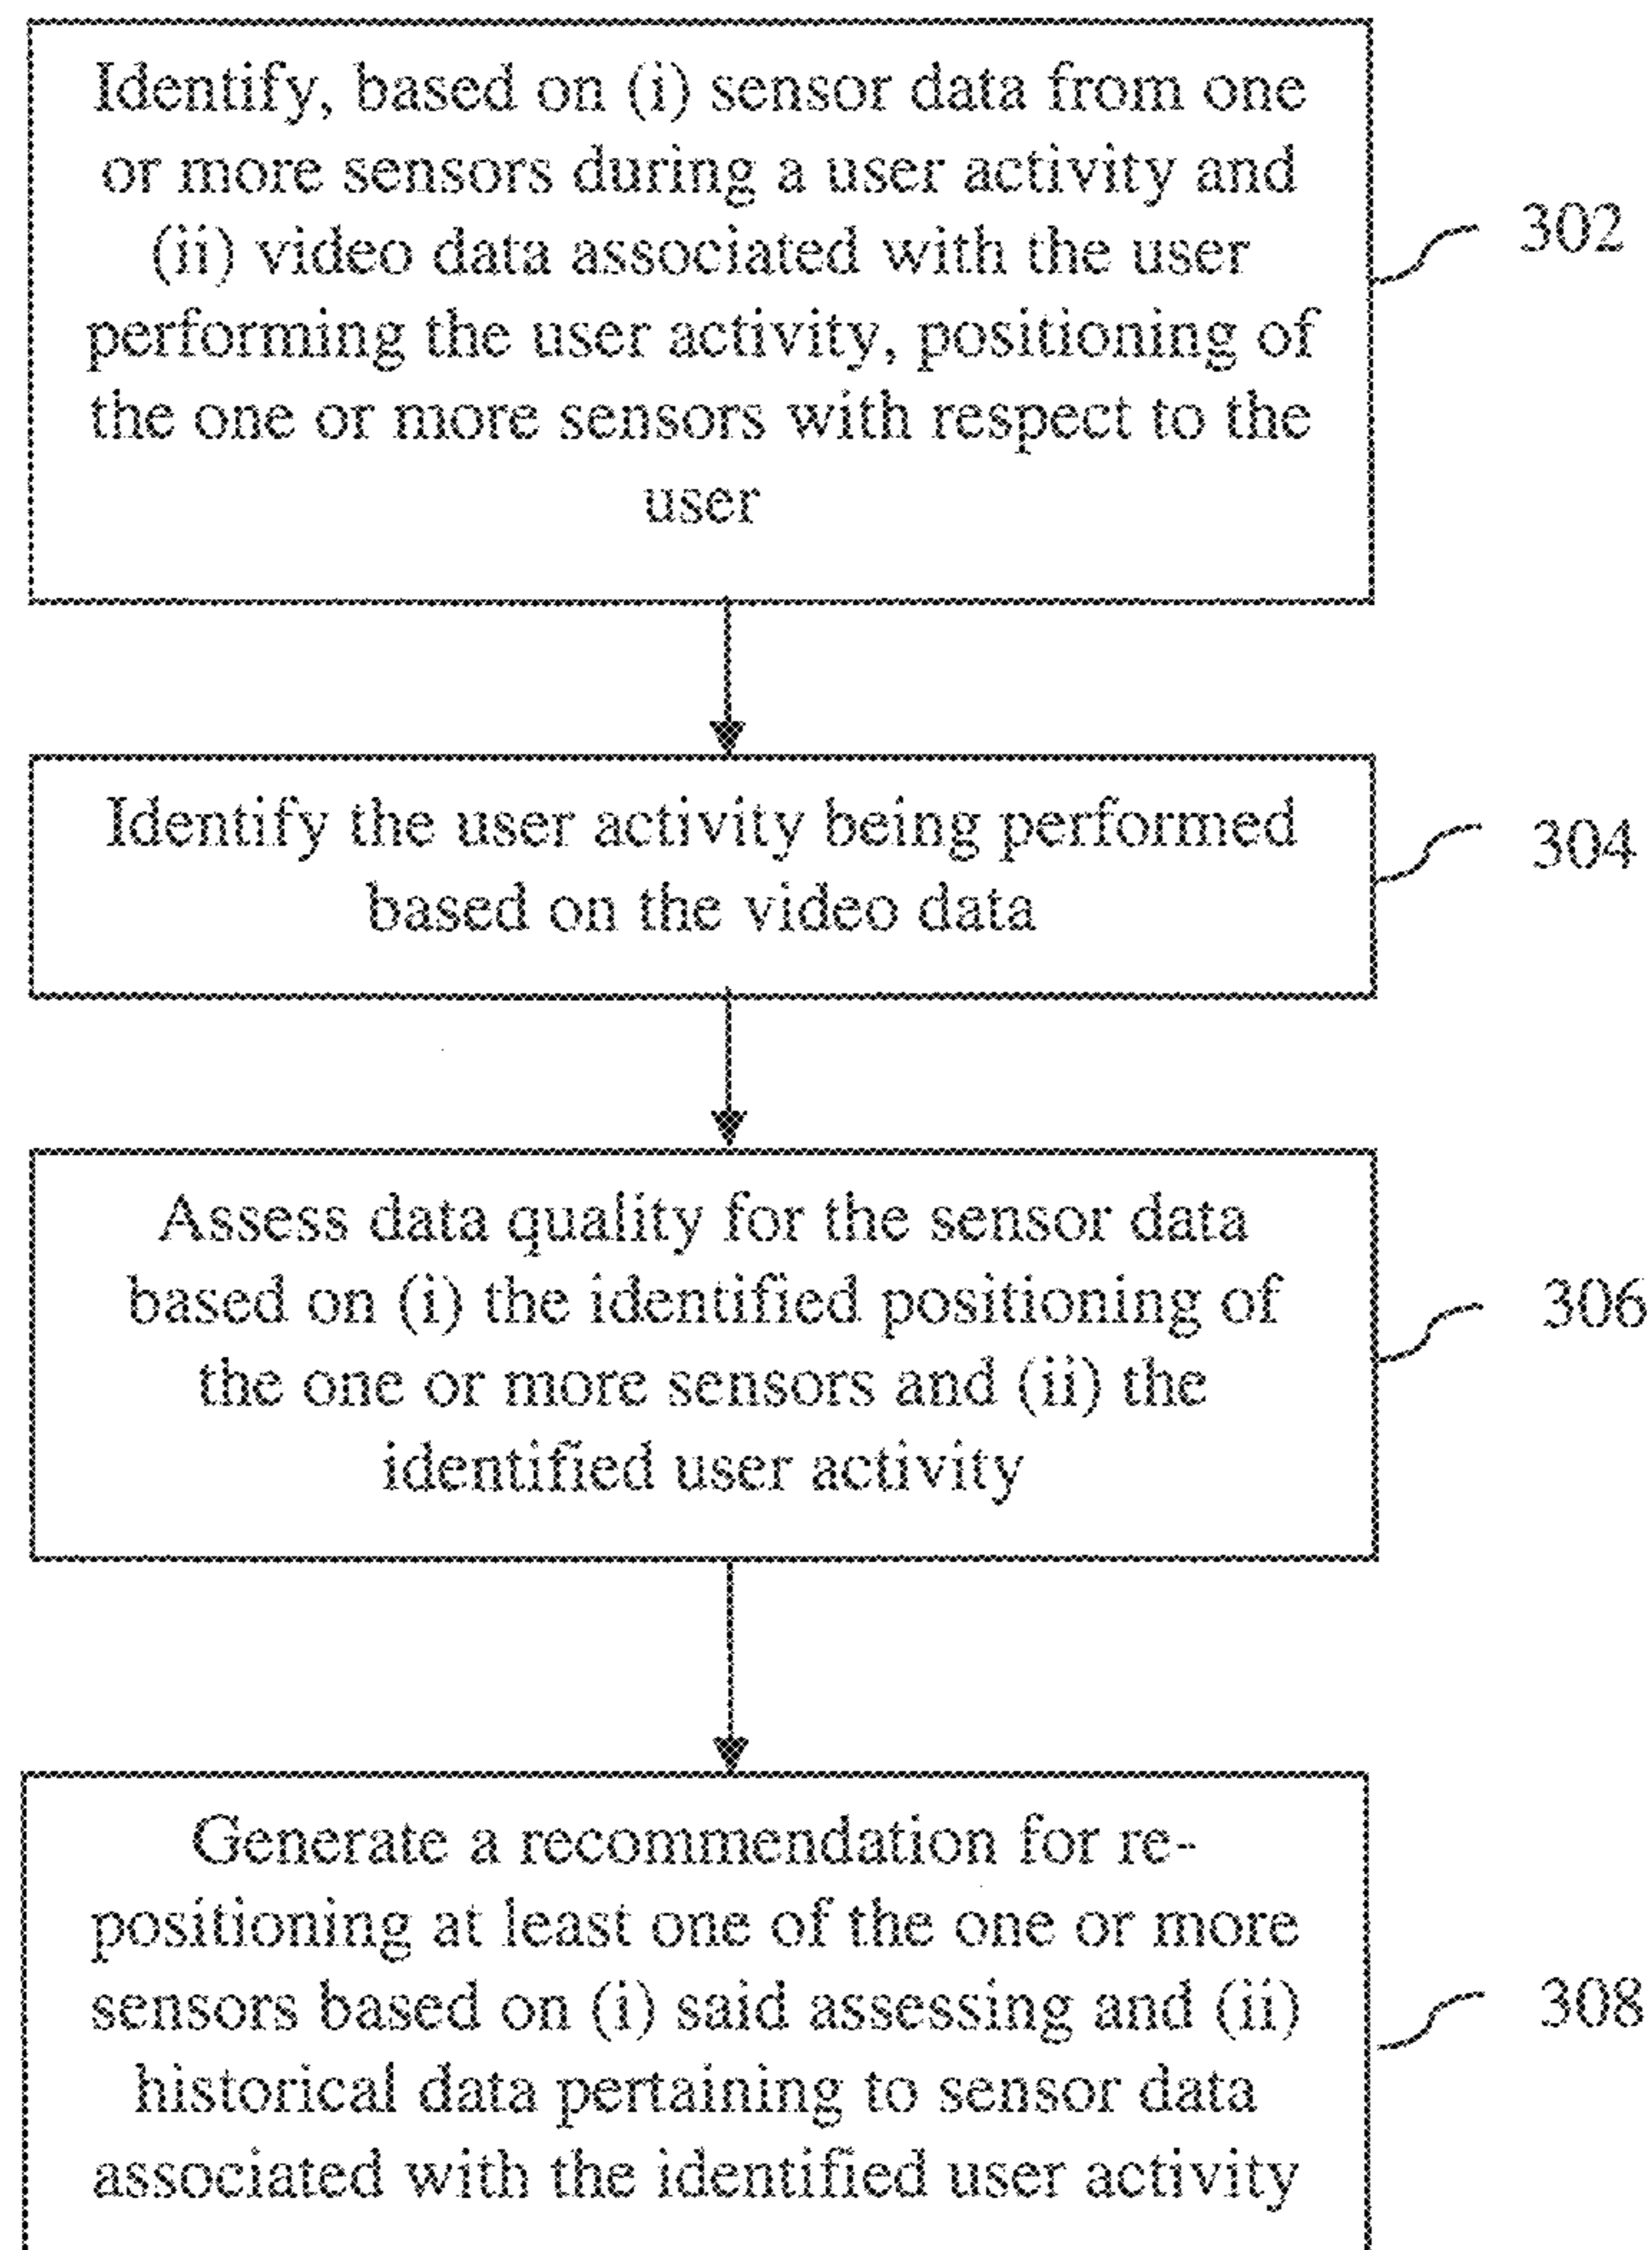 Identify, based on (i) sensor data from one
or more sensors during a user activity and
(ii) video data associated with the user
performing the user activity, positioning of
the one or more sensors with respect to the
user
302
Identify the user activity being performed
based on the video data
304
Assess data quality for the sensor data
based on (i) the identified positioning of
the one or more sensors and (ii) the
identified user activity
306
Generate a recommendation for re-
positioning at least one of the one or more
sensors based on (i) said assessing and (ii)
historical data pertaining to sensor data
associated with the identified user activity
308